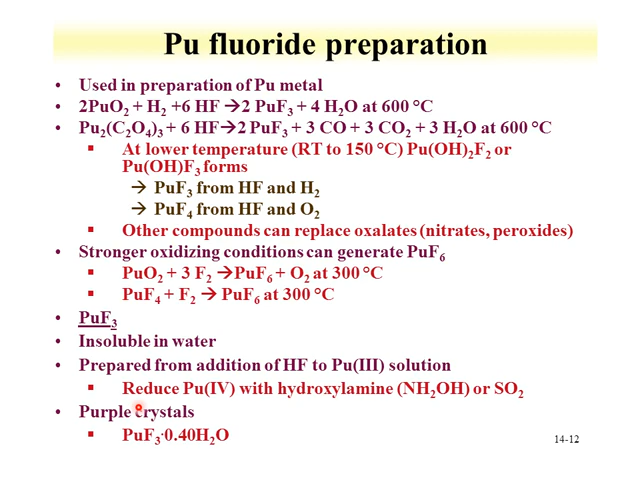 Pu fluoride preparation
• Used in preparation of Pu metal
• 2PuO₂ + H₂ +6 HF →2 PuF₃ + 4 H₂O at 600 °C
• Pu₂(C₂O₄)₃ + 6 HF→2 PuF₃ + 3 CO + 3 CO₂ + 3 H₂O at 600 °C
▪ At lower temperature (RT to 150 °C) Pu(OH)₂F₂ or
Pu(OH)F₃ forms
→ PuF₃ from HF and H₂
→ PuF₄ from HF and O₂
▪ Other compounds can replace oxalates (nitrates, peroxides)
• Stronger oxidizing conditions can generate PuF₆
▪ PuO₂ + 3 F₂ →PuF₆ + O₂ at 300 °C
▪ PuF₄ + F₂ → PuF₆ at 300 °C
• PuF₃
• Insoluble in water
• Prepared from addition of HF to Pu(III) solution
▪ Reduce Pu(IV) with hydroxylamine (NH₂OH) or SO₂
• Purple crystals
▪ PuF₃·0.40H₂O
14-12